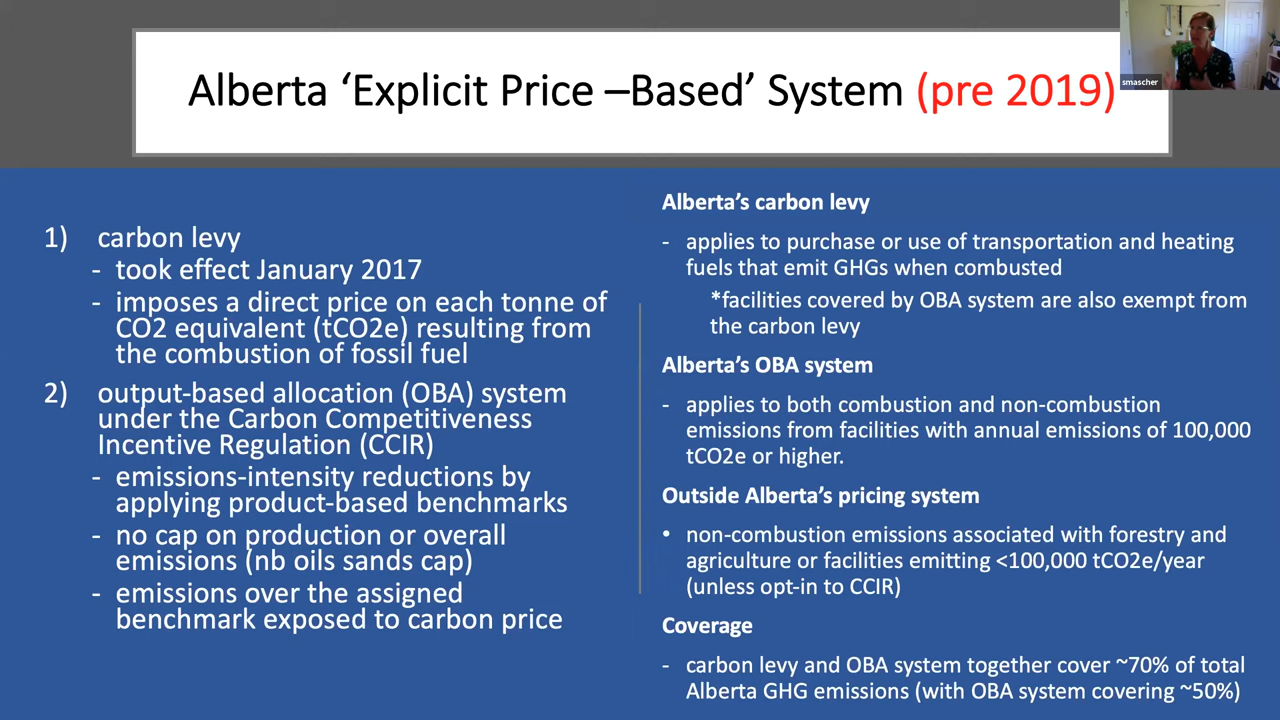 Alberta ‘Explicit Price –Based’ System (pre 2019)
smascher
1) carbon levy
- took effect January 2017
- imposes a direct price on each tonne of
CO2 equivalent (tCO2e) resulting from
the combustion of fossil fuel
2) output-based allocation (OBA) system
under the Carbon Competitiveness
Incentive Regulation (CCIR)
- emissions-intensity reductions by
applying product-based benchmarks
- no cap on production or overall
emissions (nb oils sands cap)
- emissions over the assigned
benchmark exposed to carbon price
Alberta’s carbon levy
- applies to purchase or use of transportation and heating
fuels that emit GHGs when combusted
*facilities covered by OBA system are also exempt from
the carbon levy
Alberta’s OBA system
- applies to both combustion and non-combustion
emissions from facilities with annual emissions of 100,000
tCO2e or higher.
Outside Alberta’s pricing system
• non-combustion emissions associated with forestry and
agriculture or facilities emitting <100,000 tCO2e/year
(unless opt-in to CCIR)
Coverage
- carbon levy and OBA system together cover ~70% of total
Alberta GHG emissions (with OBA system covering ~50%)